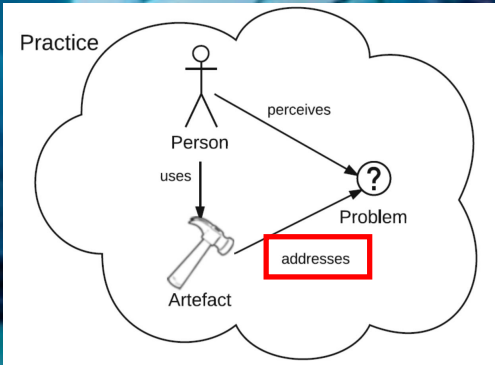 Practice
perceives
Person
uses
?
Problem
addresses
Artefact